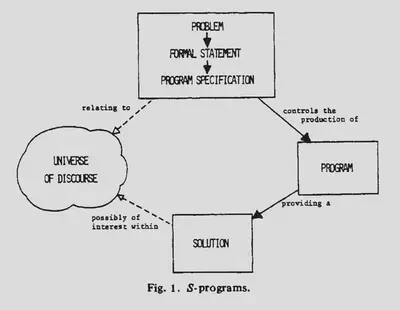 PROBLEM
FORMAL STATEMENT
PROGRAM SPECIFICATION
relating to
controls the
production of
UNIVERSE
OF DISCOURSE
PROGRAM
possibly of
interest within
providing a
SOLUTION
Fig. 1. S-programs.